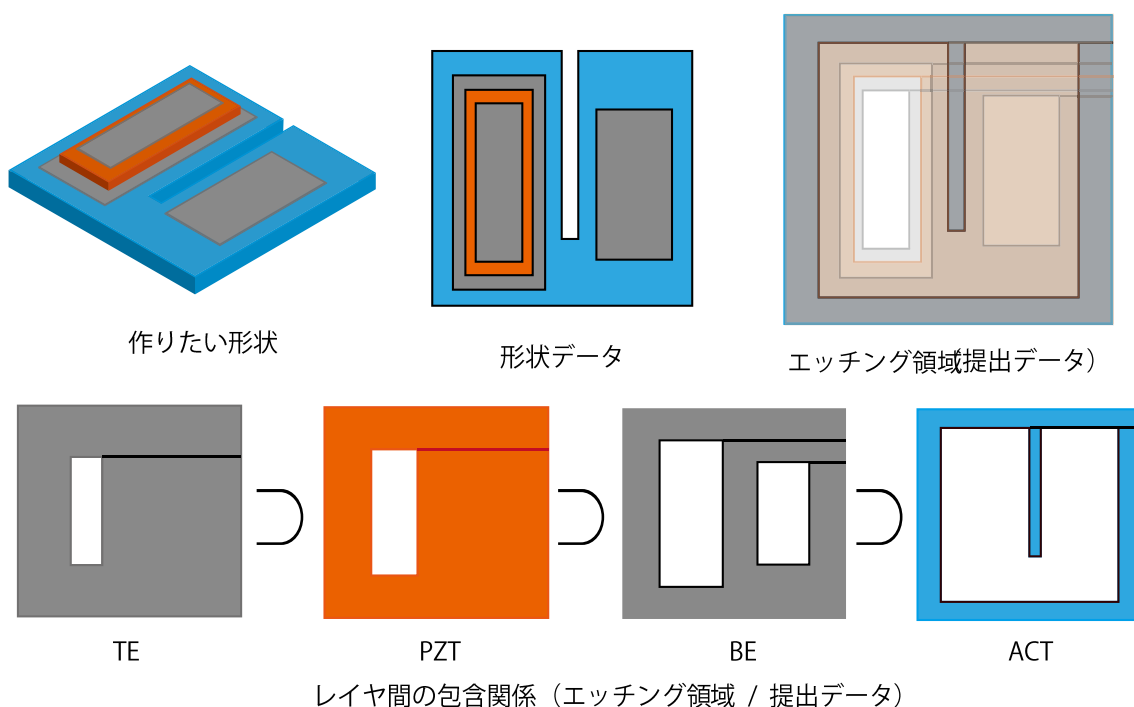 作りたい形状
形状データ
エッチング領域(提出データ)
TE
PZT
BE
ACT
レイヤ間の包含関係（エッチング領域 / 提出データ）